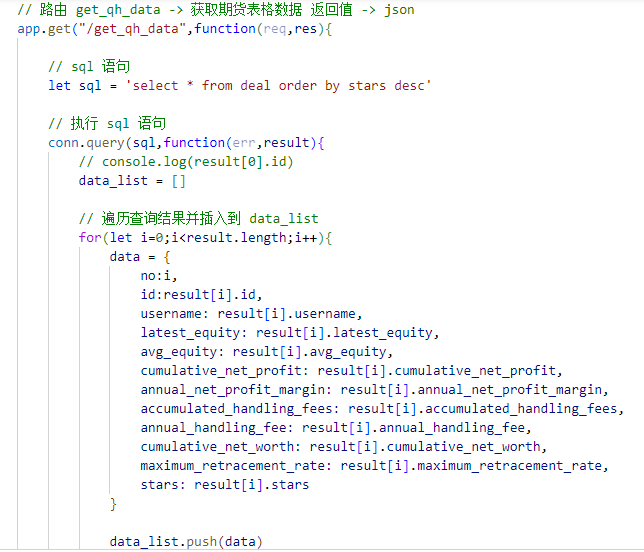 // 路由 get_qh_data -> 获取期货表格数据 返回值 -> json
app.get("/get_qh_data",function(req,res){
// sql 语句
let sql = 'select * from deal order by stars desc'
// 执行 sql 语句
conn.query(sql,function(err,result){
// console.log(result[0].id)
data_list = []
// 遍历查询结果并插入到 data_list
for(let i=0;i<result.length;i++){
data = {
no:i,
id:result[i].id,
username: result[i].username,
latest_equity: result[i].latest_equity,
avg_equity: result[i].avg_equity,
cumulative_net_profit: result[i].cumulative_net_profit,
annual_net_profit_margin: result[i].annual_net_profit_margin,
accumulated_handling_fees: result[i].accumulated_handling_fees,
annual_handling_fee: result[i].annual_handling_fee,
cumulative_net_worth: result[i].cumulative_net_worth,
maximum_retracement_rate: result[i].maximum_retracement_rate,
stars: result[i].stars
}
data_list.push(data)